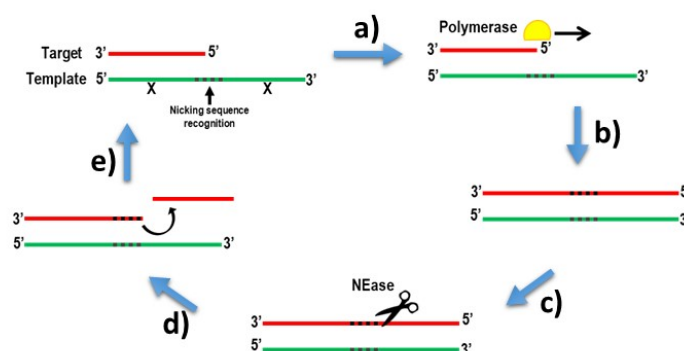 a)
Polymerase
Target 3’ 5’
3’ 5’
Template 5’ 3’
5’ 3’
X X
Nicking sequence
recognition
e)
b)
3’ 5’
5’ 3’
3’
5’ 3’
NEase
c)
d)
3’ 5’
5’ 3’